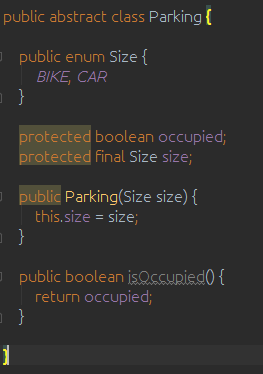 public abstract class Parking {
public enum Size {
BIKE, CAR
}
protected boolean occupied;
protected final Size size;
public Parking(Size size) {
this.size = size;
}
public boolean isOccupied() {
return occupied;
}
}